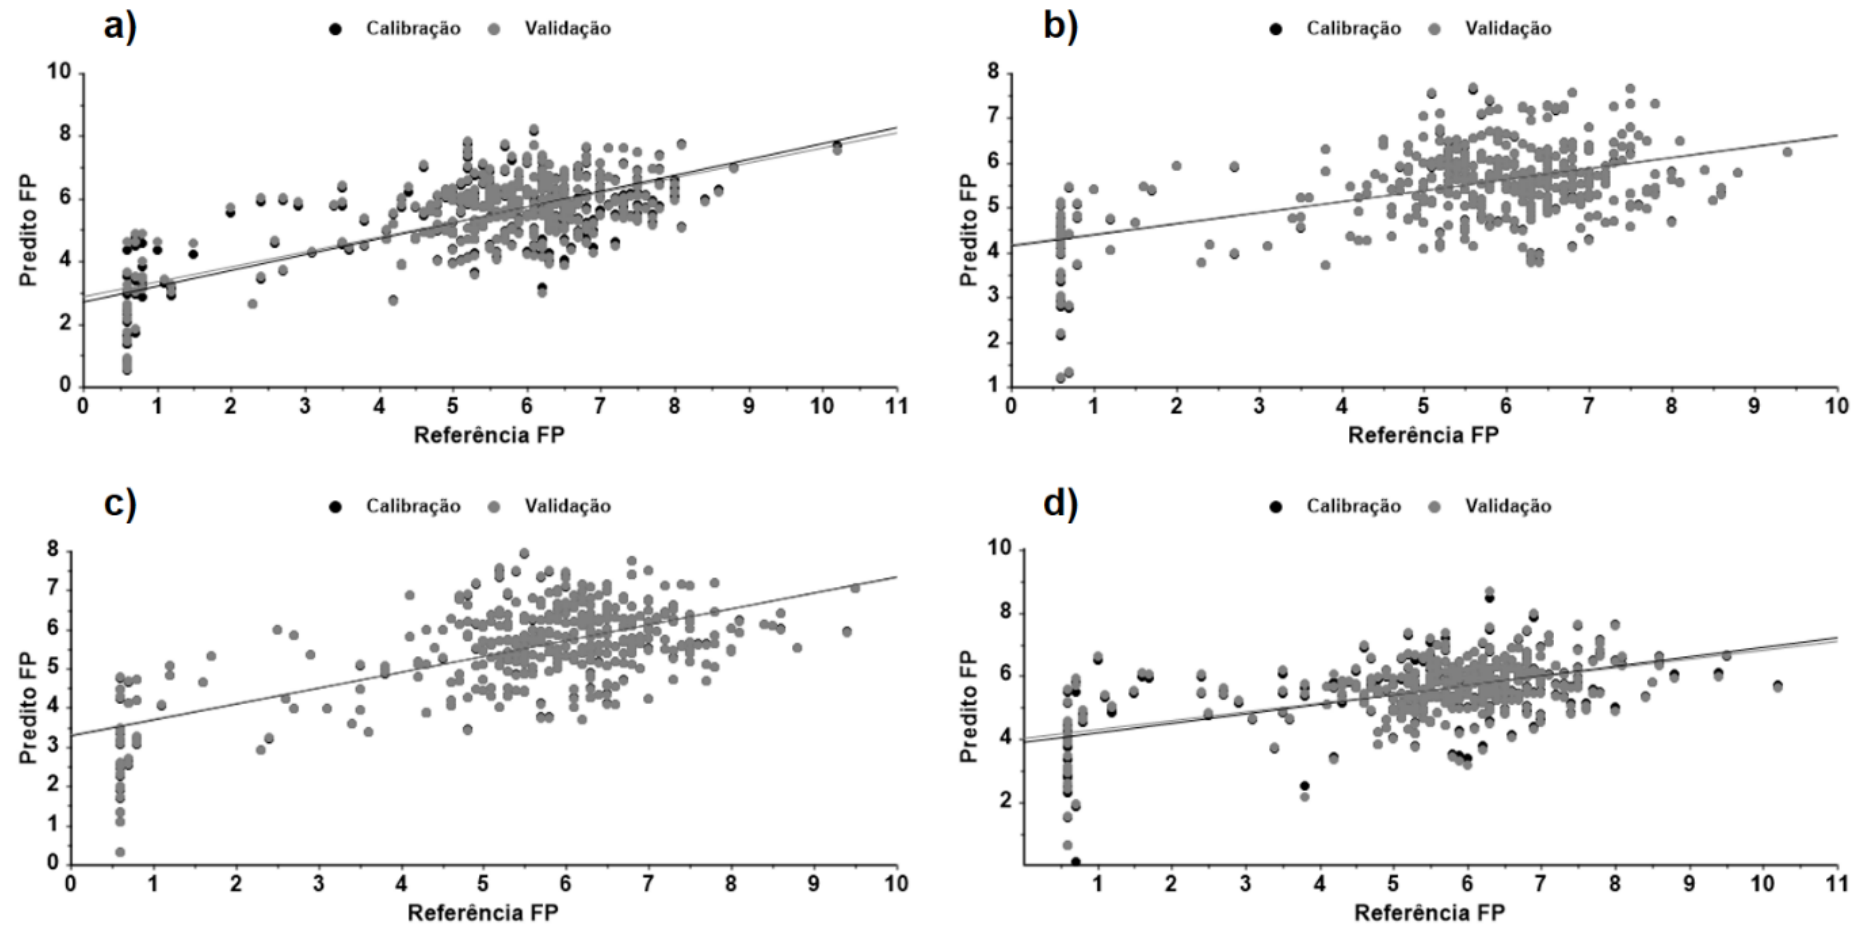 a)
Calibração Validação
10
8
6
4
2
0
Predito FP
0 1 2 3 4 5 6 7 8 9 10 11
Referência FP
b)
Calibração Validação
8
7
6
5
4
3
2
1
Predito FP
0 1 2 3 4 5 6 7 8 9 10
Referência FP
c)
Calibração Validação
8
7
6
5
4
3
2
1
0
Predito FP
0 1 2 3 4 5 6 7 8 9 10
Referência FP
d)
Calibração Validação
10
8
6
4
2
Predito FP
1 2 3 4 5 6 7 8 9 10 11
Referência FP